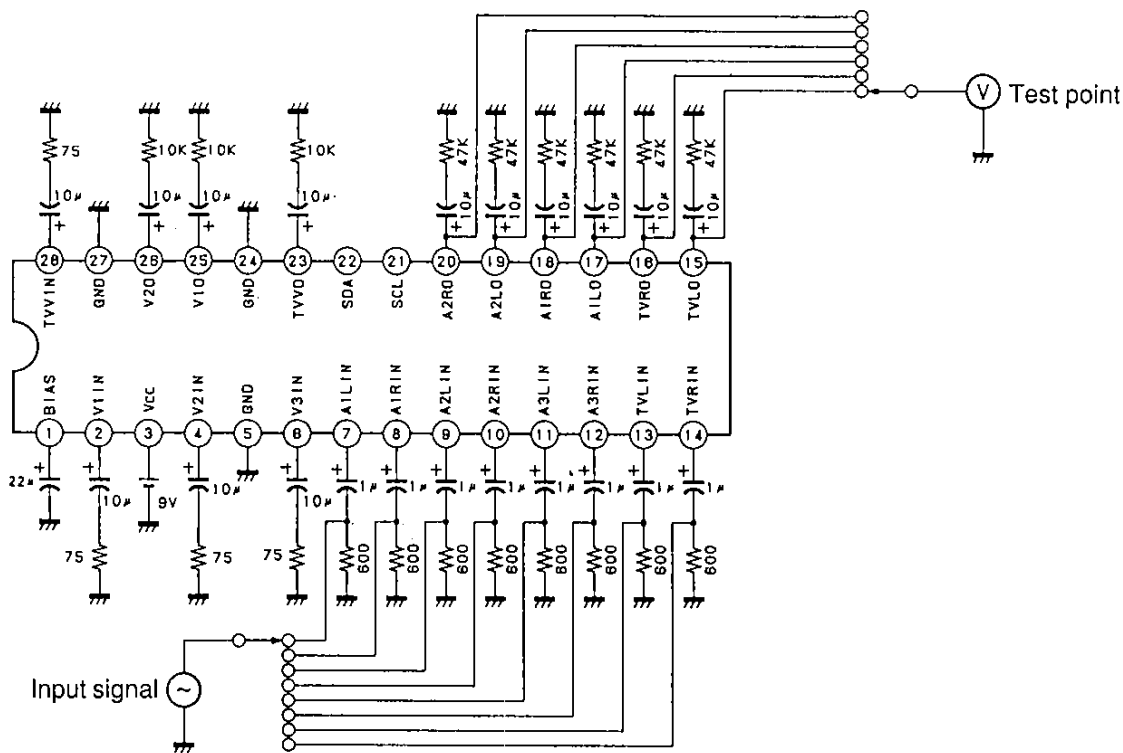 V Test point
75 10K 10K 10K 47K 47K 47K 47K 47K 47K
10μ 10μ 10μ 10μ 10μ 10μ 10μ 10μ 10μ 10μ
+ + + + + + + + + +
28 27 26 25 24 23 22 21 20 19 18 17 16 15
TVVIN GND V2O V1O GND TVVO SDA SCL A2RO A2LO A1RO A1LO TVRO TVLO
BIAS V1IN Vcc V2IN GND V3IN A1LIN A1RIN A2LIN A2RIN A3LIN A3RIN TVLIN TVRIN
1 2 3 4 5 6 7 8 9 10 11 12 13 14
+ + + + + + + + + + + +
22μ 10μ 9V 10μ 10μ 1μ 1μ 1μ 1μ 1μ 1μ 1μ 1μ
75 75 75 600 600 600 600 600 600 600 600
Input signal ~